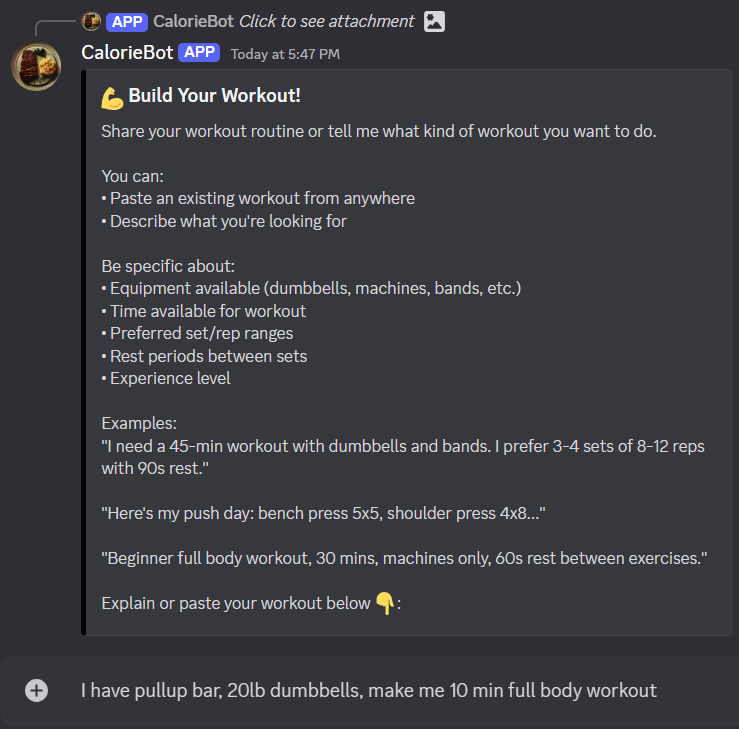 APP CalorieBot Click to see attachment
CalorieBot APP Today at 5:47 PM
💪 Build Your Workout!
Share your workout routine or tell me what kind of workout you want to do.
You can:
• Paste an existing workout from anywhere
• Describe what you're looking for
Be specific about:
• Equipment available (dumbbells, machines, bands, etc.)
• Time available for workout
• Preferred set/rep ranges
• Rest periods between sets
• Experience level
Examples:
"I need a 45-min workout with dumbbells and bands. I prefer 3-4 sets of 8-12 reps
with 90s rest."
"Here's my push day: bench press 5x5, shoulder press 4x8..."
"Beginner full body workout, 30 mins, machines only, 60s rest between exercises."
Explain or paste your workout below 👇:
I have pullup bar, 20lb dumbbells, make me 10 min full body workout